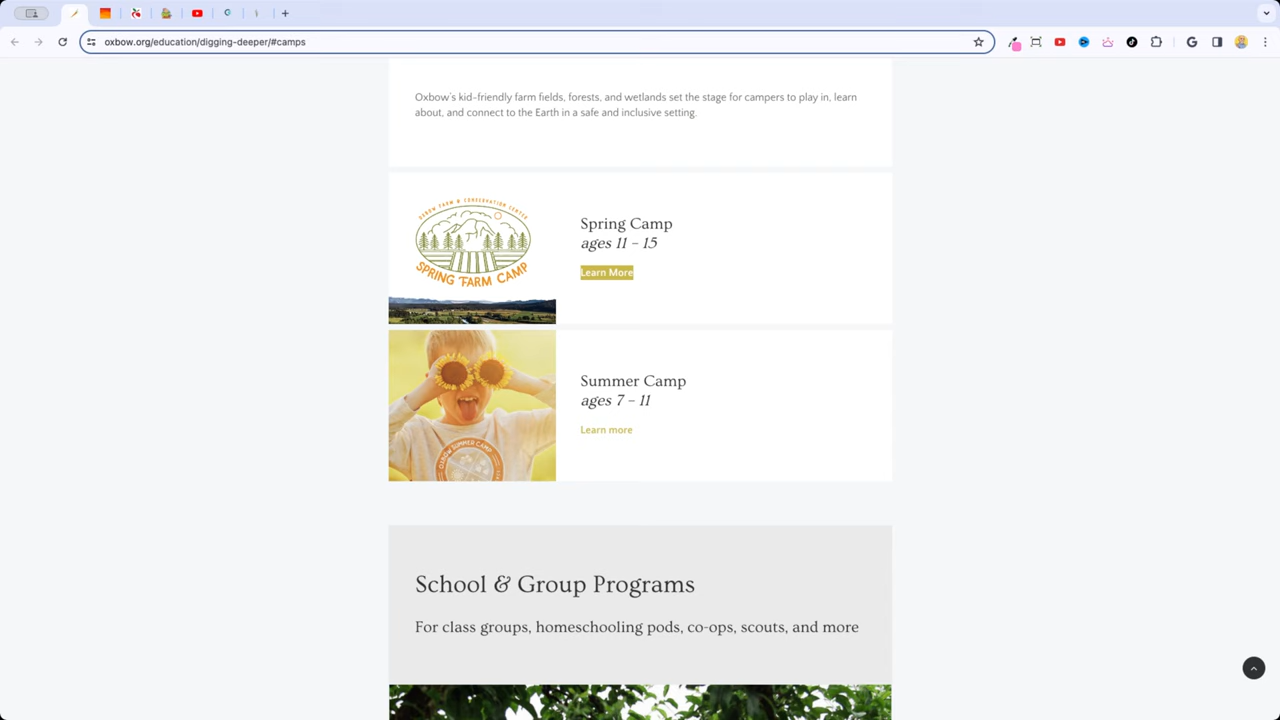 oxbow.org/education/digging-deeper/#camps
Oxbow's kid-friendly farm fields, forests, and wetlands set the stage for campers to play in, learn
about, and connect to the Earth in a safe and inclusive setting.
OXBOW FARM & CONSERVATION CENTER
SPRING FARM CAMP
Spring Camp
ages 11 – 15
Learn More
OXBOW SUMMER CAMP
Summer Camp
ages 7 – 11
Learn more
School & Group Programs
For class groups, homeschooling pods, co-ops, scouts, and more